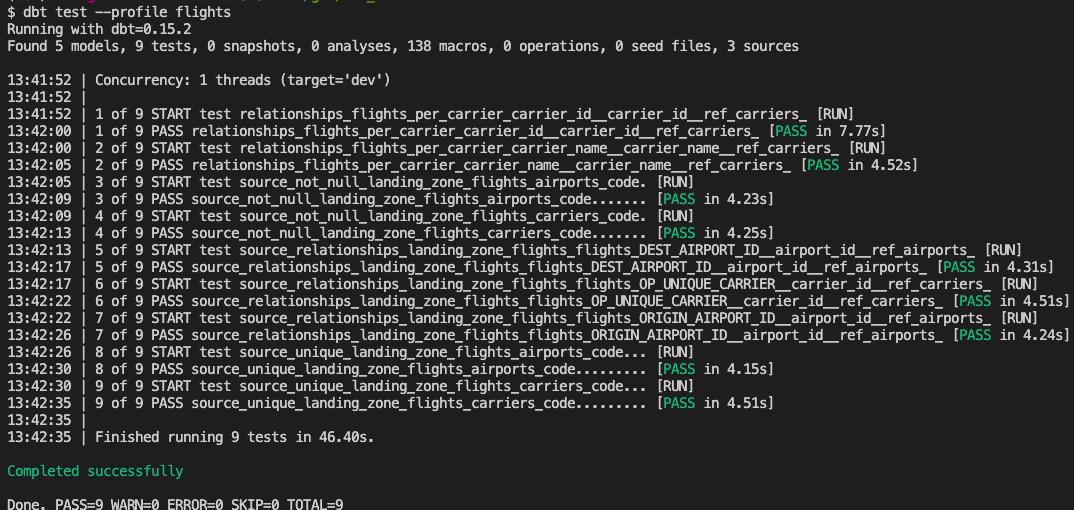 $ dbt test --profile flights
Running with dbt=0.15.2
Found 5 models, 9 tests, 0 snapshots, 0 analyses, 138 macros, 0 operations, 0 seed files, 3 sources
13:41:52 | Concurrency: 1 threads (target='dev')
13:41:52 |
13:41:52 | 1 of 9 START test relationships_flights_per_carrier_carrier_id__carrier_id__ref_carriers_ [RUN]
13:42:00 | 1 of 9 PASS relationships_flights_per_carrier_carrier_id__carrier_id__ref_carriers_ [PASS in 7.77s]
13:42:00 | 2 of 9 START test relationships_flights_per_carrier_carrier_name__carrier_name__ref_carriers_ [RUN]
13:42:05 | 2 of 9 PASS relationships_flights_per_carrier_carrier_name__carrier_name__ref_carriers_ [PASS in 4.52s]
13:42:05 | 3 of 9 START test source_not_null_landing_zone_flights_airports_code. [RUN]
13:42:09 | 3 of 9 PASS source_not_null_landing_zone_flights_airports_code....... [PASS in 4.23s]
13:42:09 | 4 of 9 START test source_not_null_landing_zone_flights_carriers_code. [RUN]
13:42:13 | 4 of 9 PASS source_not_null_landing_zone_flights_carriers_code....... [PASS in 4.25s]
13:42:13 | 5 of 9 START test source_relationships_landing_zone_flights_flights_DEST_AIRPORT_ID__airport_id__ref_airports_ [RUN]
13:42:17 | 5 of 9 PASS source_relationships_landing_zone_flights_flights_DEST_AIRPORT_ID__airport_id__ref_airports_ [PASS in 4.31s]
13:42:17 | 6 of 9 START test source_relationships_landing_zone_flights_flights_OP_UNIQUE_CARRIER__carrier_id__ref_carriers_ [RUN]
13:42:22 | 6 of 9 PASS source_relationships_landing_zone_flights_flights_OP_UNIQUE_CARRIER__carrier_id__ref_carriers_ [PASS in 4.51s]
13:42:22 | 7 of 9 START test source_relationships_landing_zone_flights_flights_ORIGIN_AIRPORT_ID__airport_id__ref_airports_ [RUN]
13:42:26 | 7 of 9 PASS source_relationships_landing_zone_flights_flights_ORIGIN_AIRPORT_ID__airport_id__ref_airports_ [PASS in 4.24s]
13:42:26 | 8 of 9 START test source_unique_landing_zone_flights_airports_code... [RUN]
13:42:30 | 8 of 9 PASS source_unique_landing_zone_flights_airports_code......... [PASS in 4.15s]
13:42:30 | 9 of 9 START test source_unique_landing_zone_flights_carriers_code... [RUN]
13:42:35 | 9 of 9 PASS source_unique_landing_zone_flights_carriers_code......... [PASS in 4.51s]
13:42:35 |
13:42:35 | Finished running 9 tests in 46.40s.
Completed successfully
Done. PASS=9 WARN=0 ERROR=0 SKIP=0 TOTAL=9